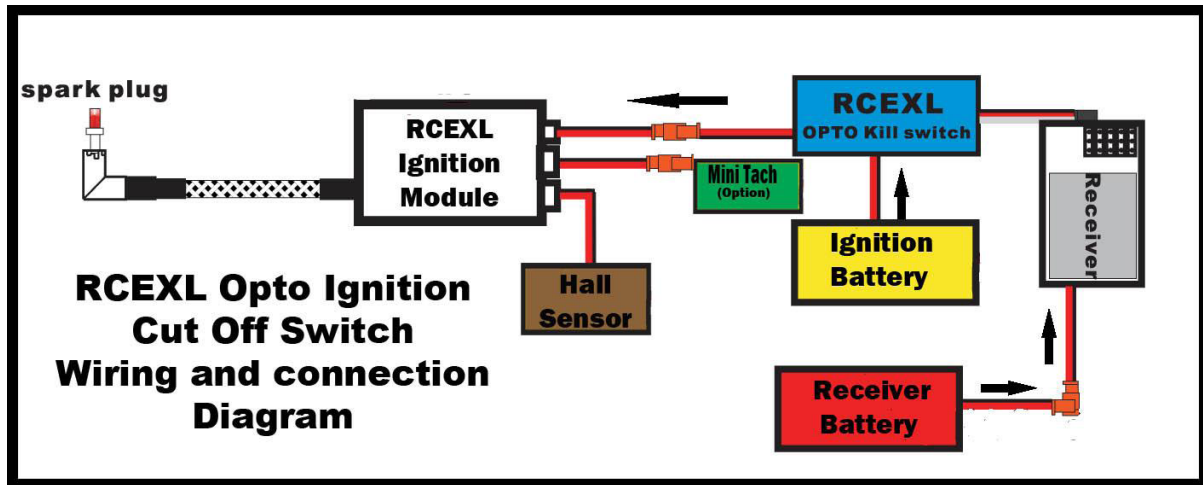 spark plug
RCEXL
Ignition
Module
RCEXL
OPTO Kill switch
Mini Tach
(Option)
Receiver
Ignition
Battery
Hall
Sensor
RCEXL Opto Ignition
Cut Off Switch
Wiring and connection
Diagram
Receiver
Battery